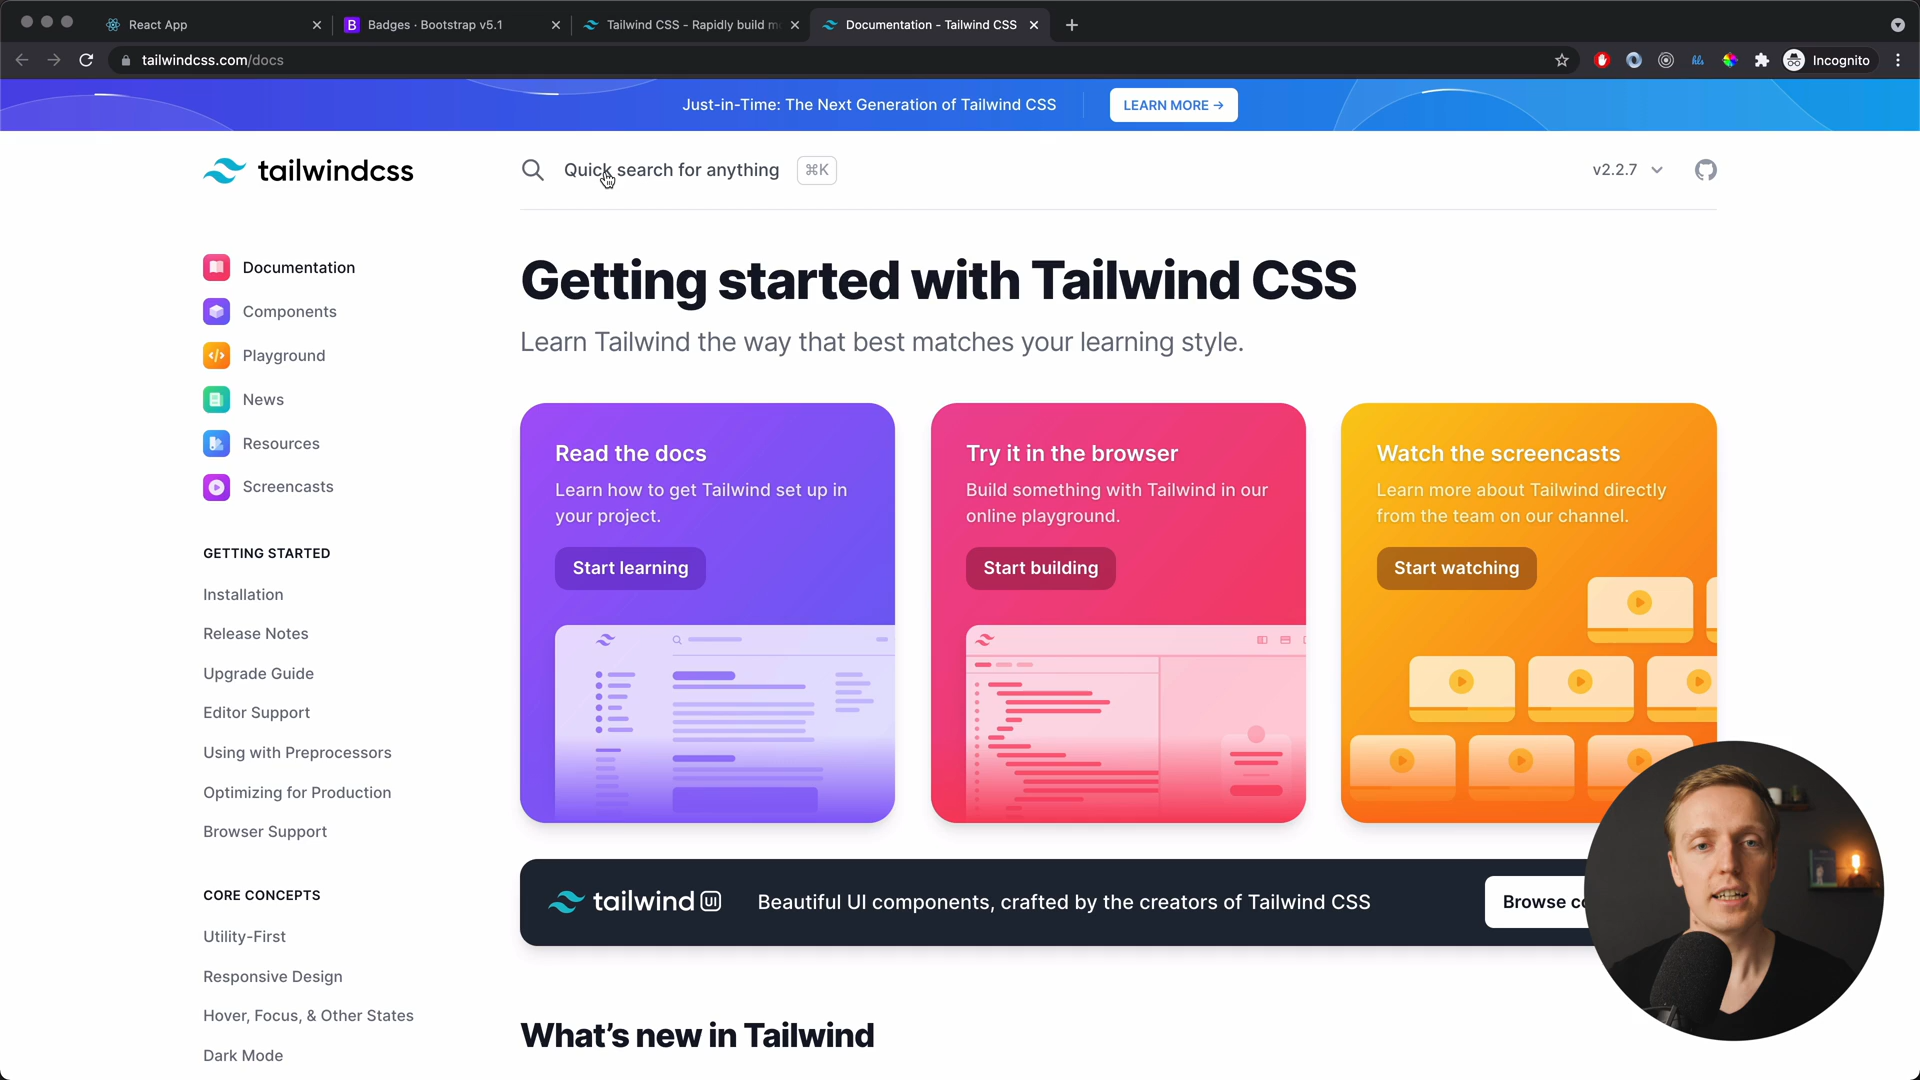 React App
Badges · Bootstrap v5.1
Tailwind CSS - Rapidly build m
Documentation - Tailwind CSS
tailwindcss.com/docs
hls
Incognito
Just-in-Time: The Next Generation of Tailwind CSS
LEARN MORE →
tailwindcss
Quick search for anything
⌘K
v2.2.7
Documentation
Components
Playground
News
Resources
Screencasts
GETTING STARTED
Installation
Release Notes
Upgrade Guide
Editor Support
Using with Preprocessors
Optimizing for Production
Browser Support
CORE CONCEPTS
Utility-First
Responsive Design
Hover, Focus, & Other States
Dark Mode
Getting started with Tailwind CSS
Learn Tailwind the way that best matches your learning style.
Read the docs
Learn how to get Tailwind set up in
your project.
Start learning
Try it in the browser
Build something with Tailwind in our
online playground.
Start building
Watch the screencasts
Learn more about Tailwind directly
from the team on our channel.
Start watching
tailwind UI
Beautiful UI components, crafted by the creators of Tailwind CSS
Browse co
What's new in Tailwind